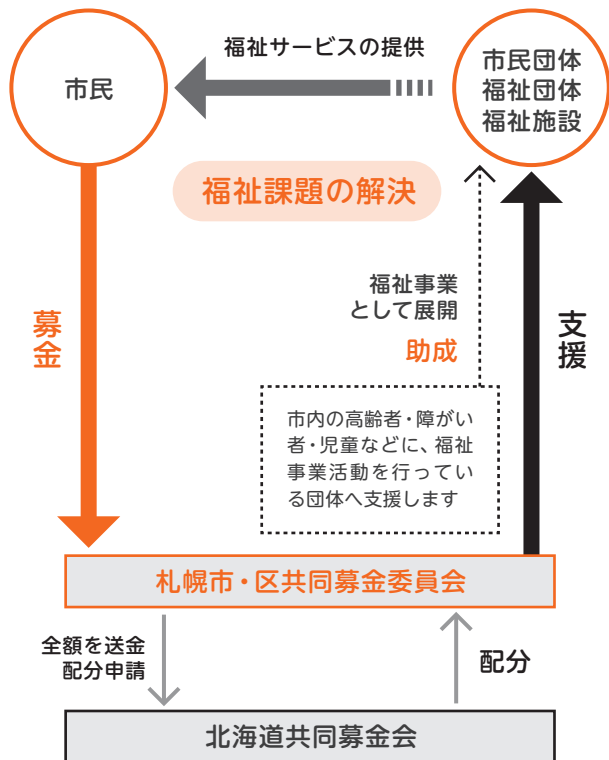 福祉サービスの提供
市民
市民団体
福祉団体
福祉施設
福祉課題の解決
募金
福祉事業
として展開
助成
支援
市内の高齢者・障がい
者・児童などに、福祉
事業活動を行ってい
る団体へ支援します
札幌市・区共同募金委員会
全額を送金
配分申請
配分
北海道共同募金会